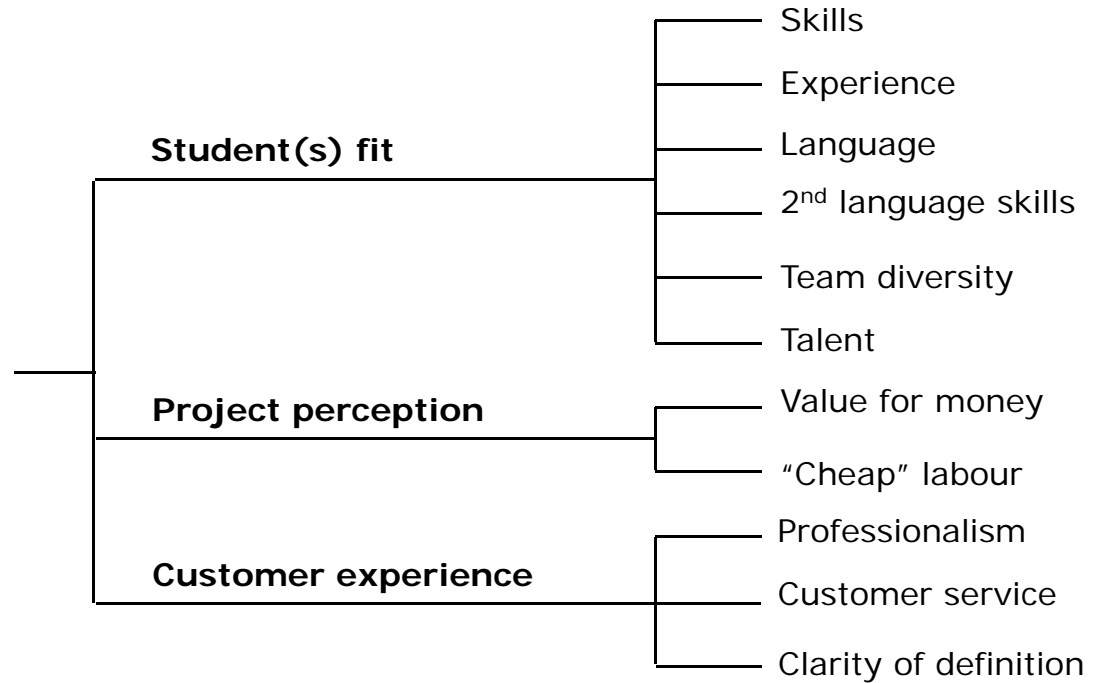 Skills
Experience
Student(s) fit
Language
2nd language skills
Team diversity
Talent
Project perception
Value for money
“Cheap” labour
Professionalism
Customer experience
Customer service
Clarity of definition